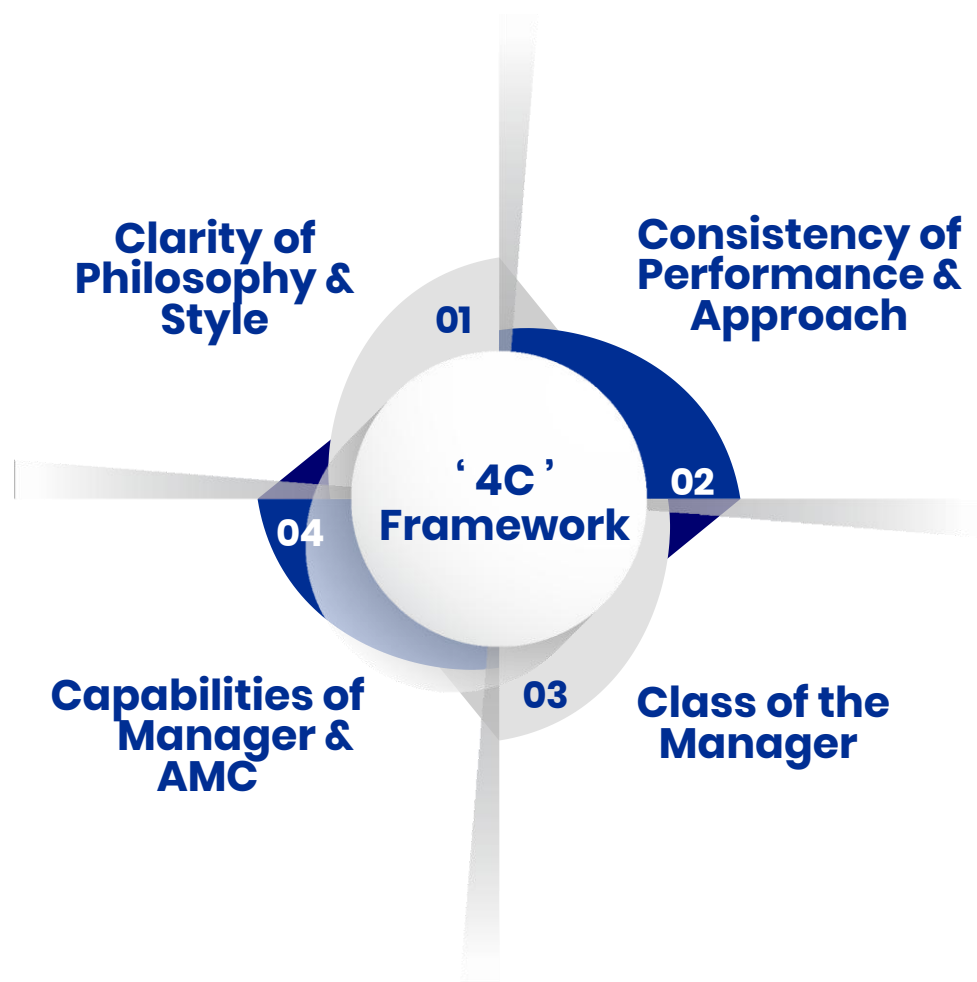 Clarity of
Philosophy &
Style
01
Consistency of
Performance &
Approach
02
‘ 4C ’
Framework
04
Capabilities of
Manager &
AMC
03
Class of the
Manager